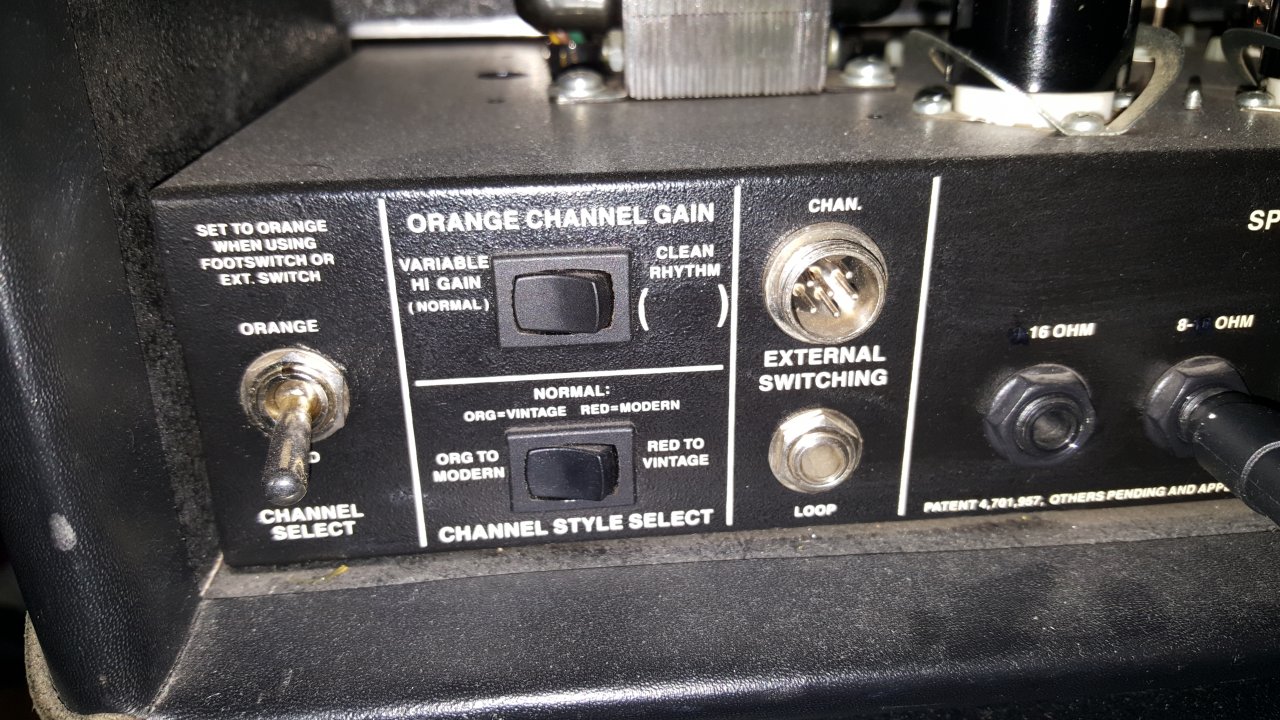 SET TO ORANGE
WHEN USING
FOOTSWITCH OR
EXT. SWITCH
ORANGE
CHANNEL
SELECT
ORANGE CHANNEL GAIN
VARIABLE
HI GAIN
(NORMAL)
CLEAN
RHYTHM
(        )
NORMAL:
ORG=VINTAGE RED=MODERN
ORG TO
MODERN
RED TO
VINTAGE
CHANNEL STYLE SELECT
CHAN.
EXTERNAL
SWITCHING
LOOP
16 OHM
8- OHM
PATENT 4,701,957, OTHERS PENDING AND